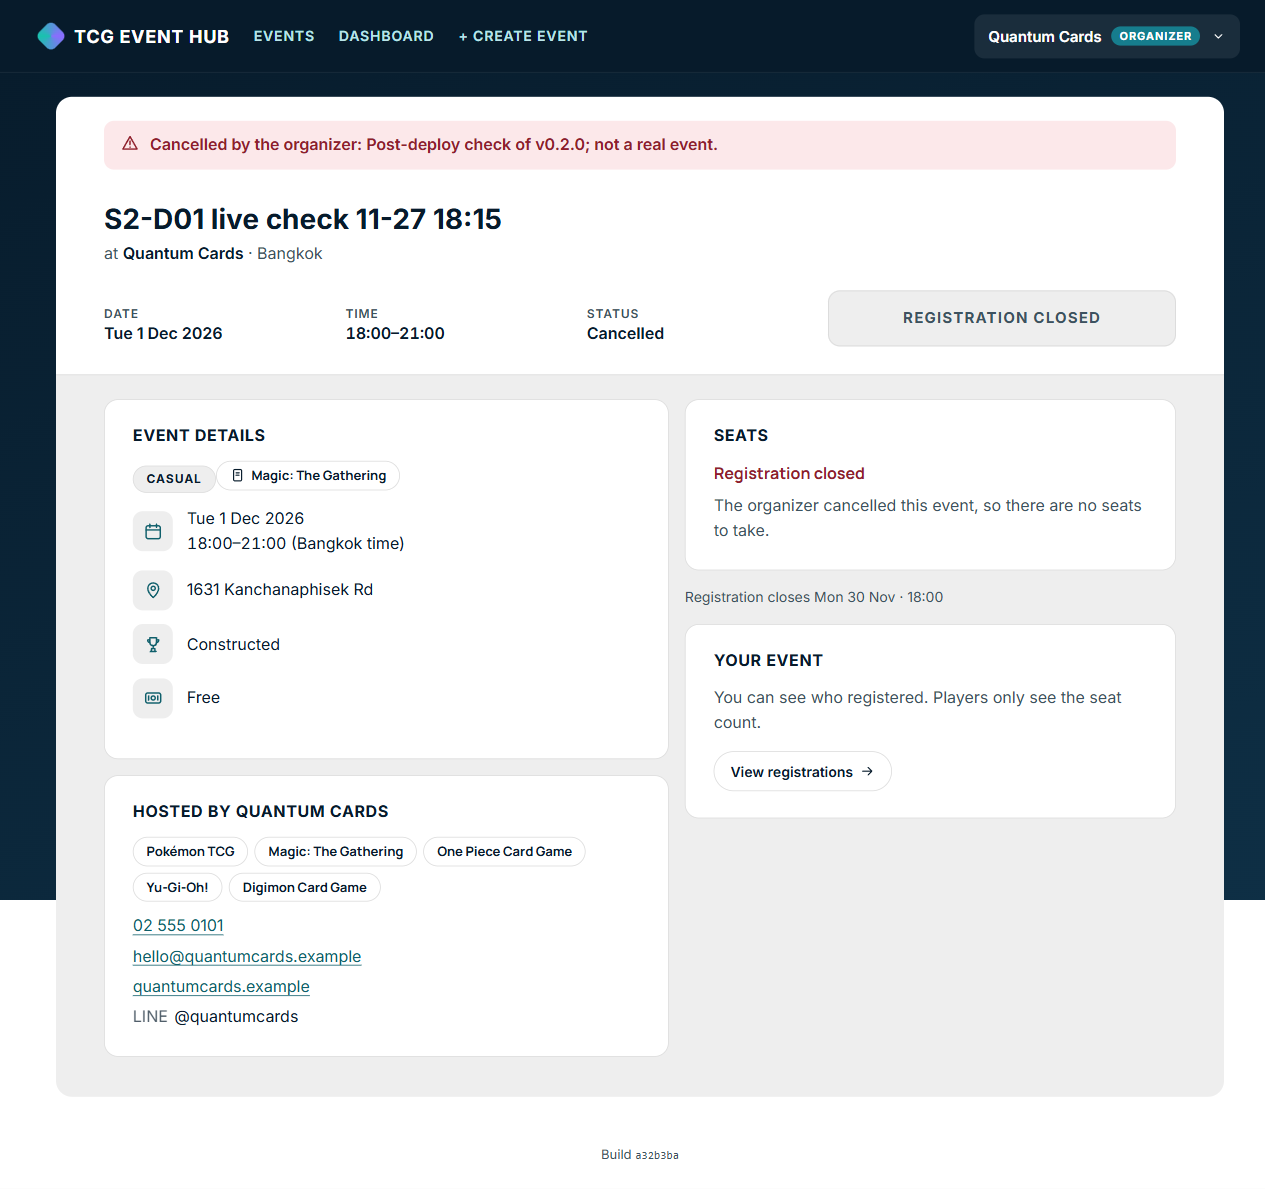 TCG EVENT HUB
EVENTS
DASHBOARD
+ CREATE EVENT
Quantum Cards
ORGANIZER
Cancelled by the organizer: Post-deploy check of v0.2.0; not a real event.
S2-D01 live check 11-27 18:15
at Quantum Cards · Bangkok
DATE
Tue 1 Dec 2026
TIME
18:00–21:00
STATUS
Cancelled
REGISTRATION CLOSED
EVENT DETAILS
CASUAL
Magic: The Gathering
Tue 1 Dec 2026
18:00–21:00 (Bangkok time)
1631 Kanchanaphisek Rd
Constructed
Free
HOSTED BY QUANTUM CARDS
Pokémon TCG
Magic: The Gathering
One Piece Card Game
Yu-Gi-Oh!
Digimon Card Game
02 555 0101
hello@quantumcards.example
quantumcards.example
LINE @quantumcards
SEATS
Registration closed
The organizer cancelled this event, so there are no seats
to take.
Registration closes Mon 30 Nov · 18:00
YOUR EVENT
You can see who registered. Players only see the seat
count.
View registrations →
Build a32b3ba